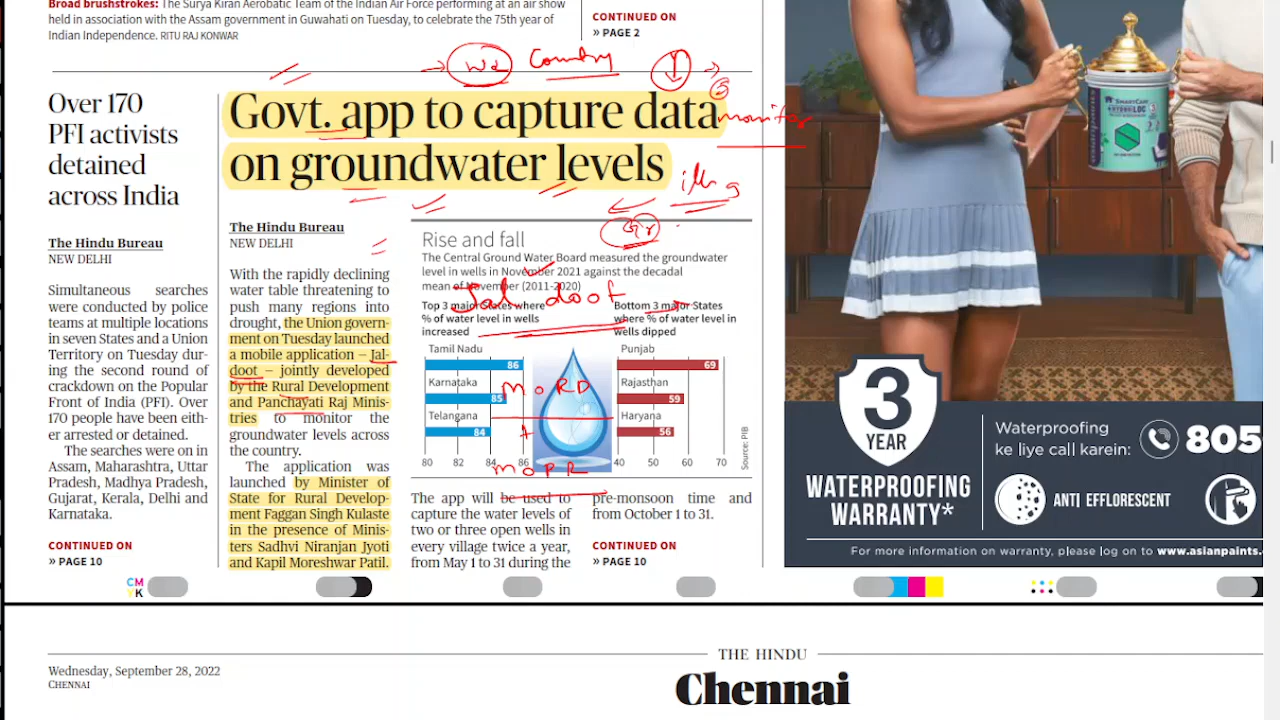 Broad brushstrokes: The Surya Kiran Aerobatic Team of the Indian Air Force performing at an air show
held in association with the Assam government in Guwahati on Tuesday, to celebrate the 75th year of
Indian Independence. RITU RAJ KONWAR
CONTINUED ON
» PAGE 2
Country
Over 170
PFI activists
detained
across India
The Hindu Bureau
NEW DELHI
Simultaneous searches
were conducted by police
teams at multiple locations
in seven States and a Union
Territory on Tuesday dur-
ing the second round of
crackdown on the Popular
Front of India (PFI). Over
170 people have been eith-
er arrested or detained.
The searches were on in
Assam, Maharashtra, Uttar
Pradesh, Madhya Pradesh,
Gujarat, Kerala, Delhi and
Karnataka.
CONTINUED ON
» PAGE 10
Govt. app to capture data
on groundwater levels
monitor
The Hindu Bureau
NEW DELHI
With the rapidly declining
water table threatening to
push many regions into
drought, the Union govern-
ment on Tuesday launched
a mobile application – Jal-
doot – jointly developed
by the Rural Development
and Panchayati Raj Minis-
tries to monitor the
groundwater levels across
the country.
The application was
launched by Minister of
State for Rural Develop-
ment Faggan Singh Kulaste
in the presence of Minis-
ters Sadhvi Niranjan Jyoti
and Kapil Moreshwar Patil.
Rise and fall
The Central Ground Water Board measured the groundwater
level in wells in November 2021 against the decadal
mean of November (2011-2020)
Jal doot
Top 3 major States where
% of water level in wells
increased
Tamil Nadu
86
Karnataka
85
Telangana
84
80 82 84 86
MoRD
+
MOPR
Bottom 3 major States
where % of water level in
wells dipped
Punjab
69
Rajasthan
59
Haryana
56
40 50 60 70
Source: PIB
The app will be used to
capture the water levels of
two or three open wells in
every village twice a year,
from May 1 to 31 during the
pre-monsoon time and
from October 1 to 31.
CONTINUED ON
» PAGE 10
SmartCare
3
YEAR
WATERPROOFING
WARRANTY*
Waterproofing
ke liye call karein:
805
ANTI EFFLORESCENT
For more information on warranty, please log on to www.asianpaints.
CM
YK
Wednesday, September 28, 2022
CHENNAI
THE HINDU
Chennai